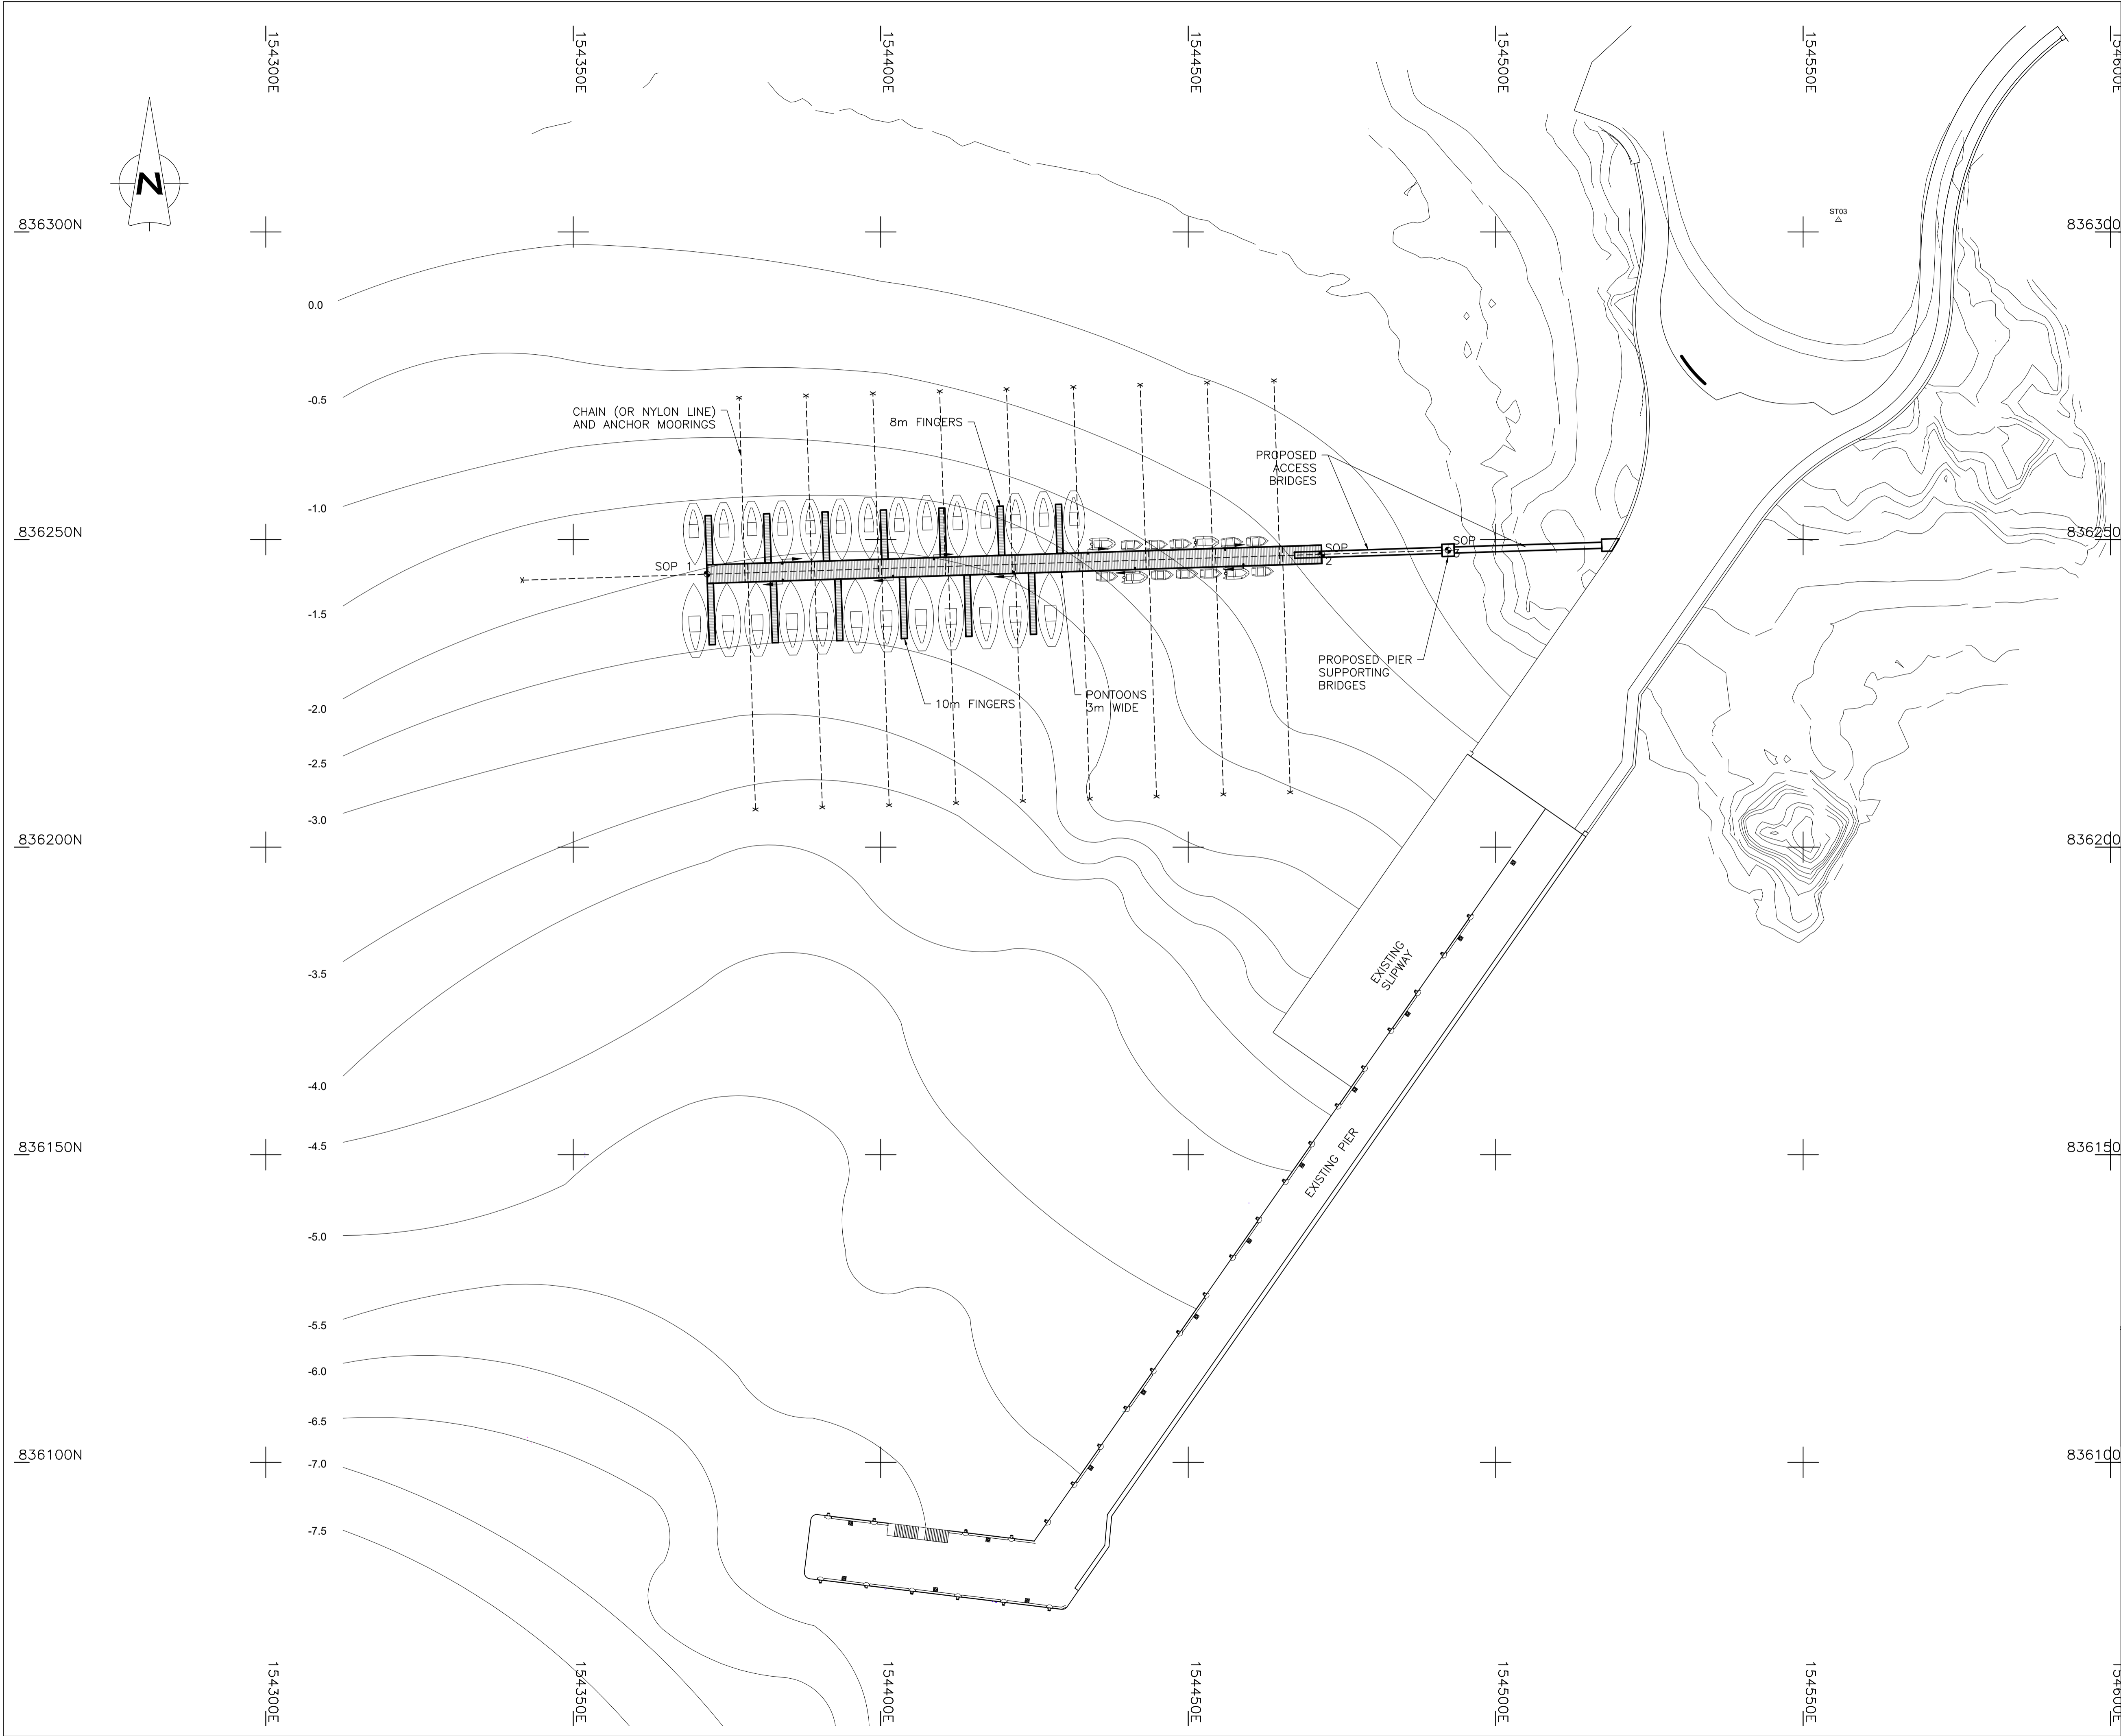 154300E
154350E
154400E
154450E
154500E
154550E
154600E
N
ST03
836300N
836300
0.0
-0.5
CHAIN (OR NYLON LINE)
AND ANCHOR MOORINGS
8m FINGERS
PROPOSED
ACCESS
BRIDGES
-1.0
836250N
836250
SOP 1
SOP
2
SOP
3
-1.5
PROPOSED PIER
SUPPORTING
BRIDGES
PONTOONS
3m WIDE
10m FINGERS
-2.0
-2.5
-3.0
836200N
836200
EXISTING
SLIPWAY
-3.5
-4.0
EXISTING PIER
-4.5
836150N
836150
-5.0
-5.5
-6.0
-6.5
836100N
836100
-7.0
-7.5
154300E
154350E
154400E
154450E
154500E
154550E
154600E